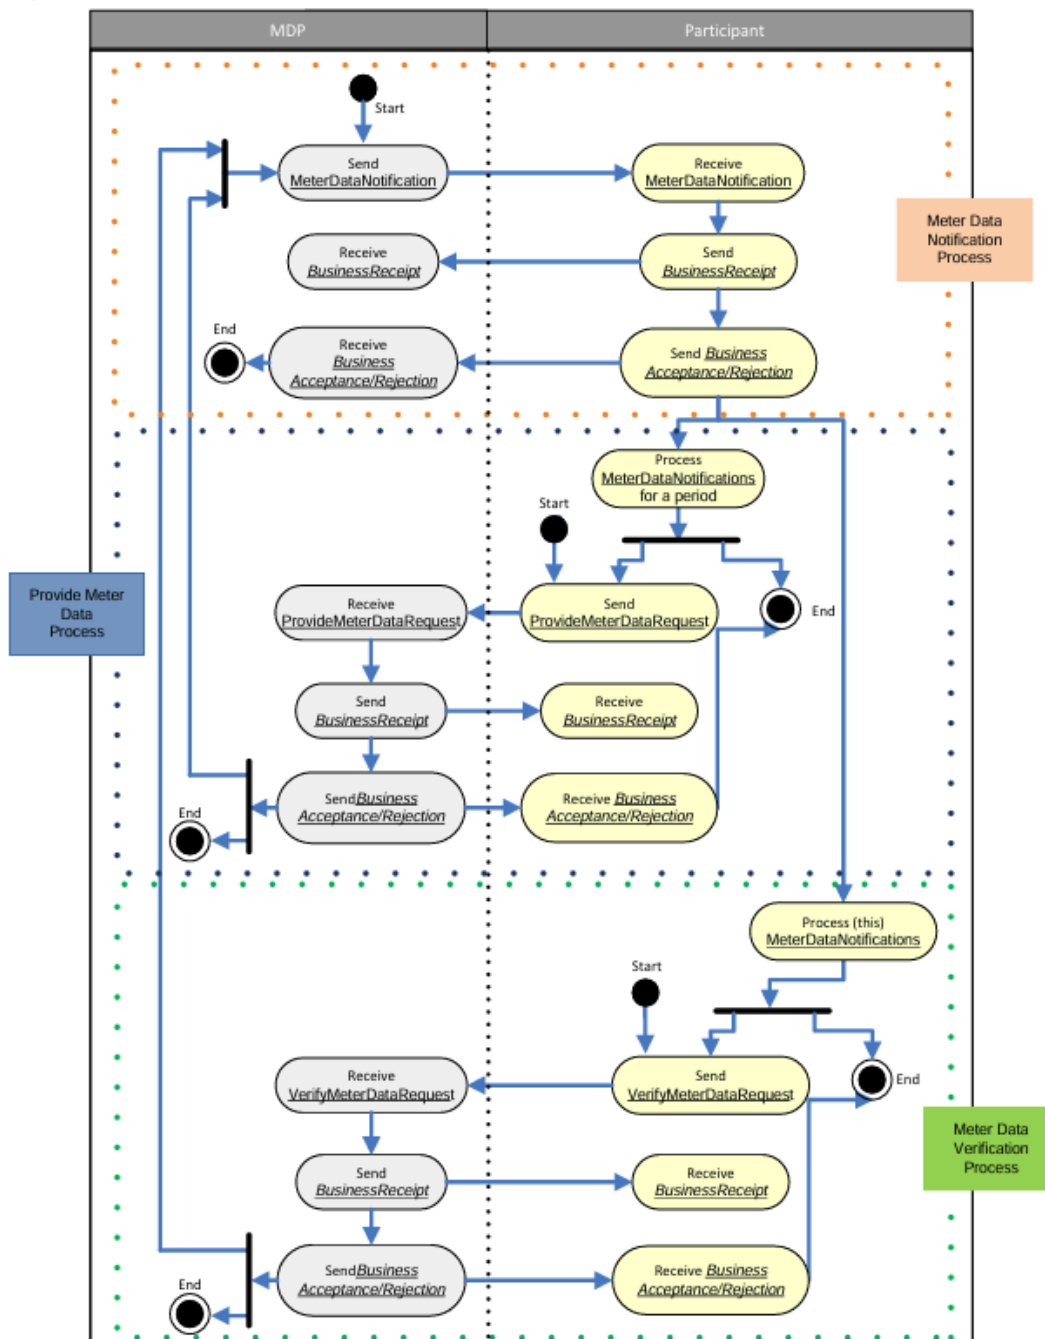 MDP
Participant
Start
Send
MeterDataNotification
Receive
MeterDataNotification
Meter Data
Notification
Process
Receive
BusinessReceipt
Send
BusinessReceipt
End
Receive
Business
Acceptance/Rejection
Send Business
Acceptance/Rejection
Process
MeterDataNotifications
for a period
Start
Provide Meter
Data
Process
Receive
ProvideMeterDataRequest
Send
ProvideMeterDataRequest
End
Send
BusinessReceipt
Receive
BusinessReceipt
SendBusiness
Acceptance/Rejection
Receive Business
Acceptance/Rejection
End
Process (this)
MeterDataNotifications
Start
Receive
VerifyMeterDataRequest
Send
VerifyMeterDataRequest
End
Meter Data
Verification
Process
Send
BusinessReceipt
Receive
BusinessReceipt
SendBusiness
Acceptance/Rejection
Receive Business
Acceptance/Rejection
End